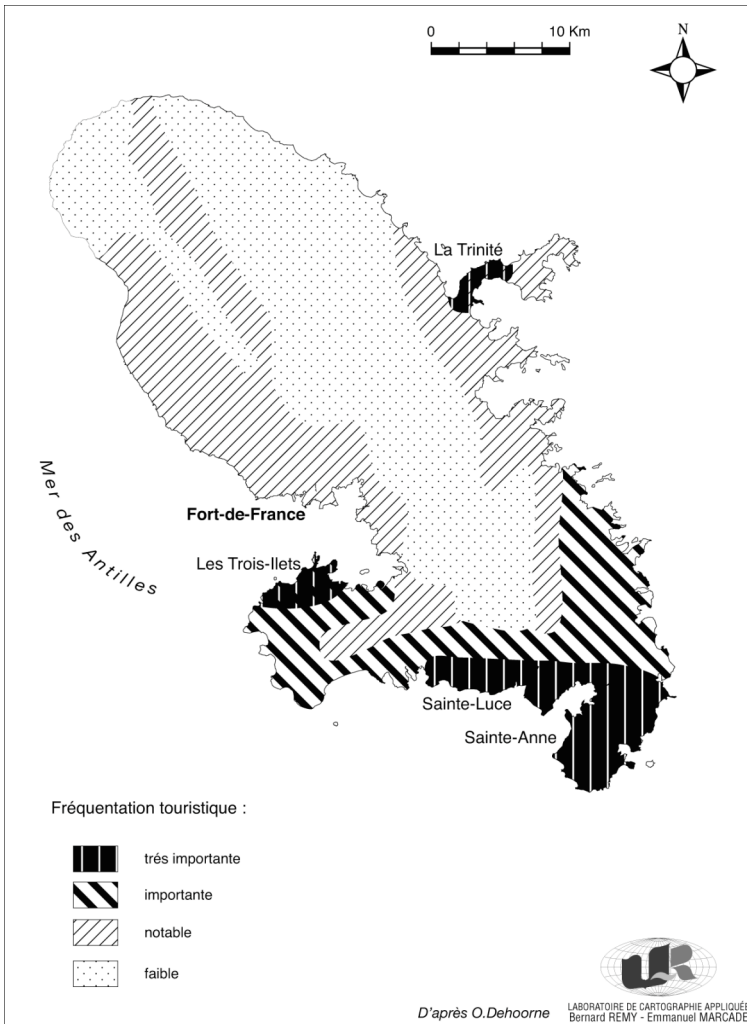 0 10 Km
N
La Trinité
Mer des Antilles
Fort-de-France
Les Trois-Ilets
Sainte-Luce
Sainte-Anne
Fréquentation touristique :
trés importante
importante
notable
faible
D'après O.Dehoorne
LABORATOIRE DE CARTOGRAPHIE APPLIQUÉE
Bernard REMY - Emmanuel MARCADE